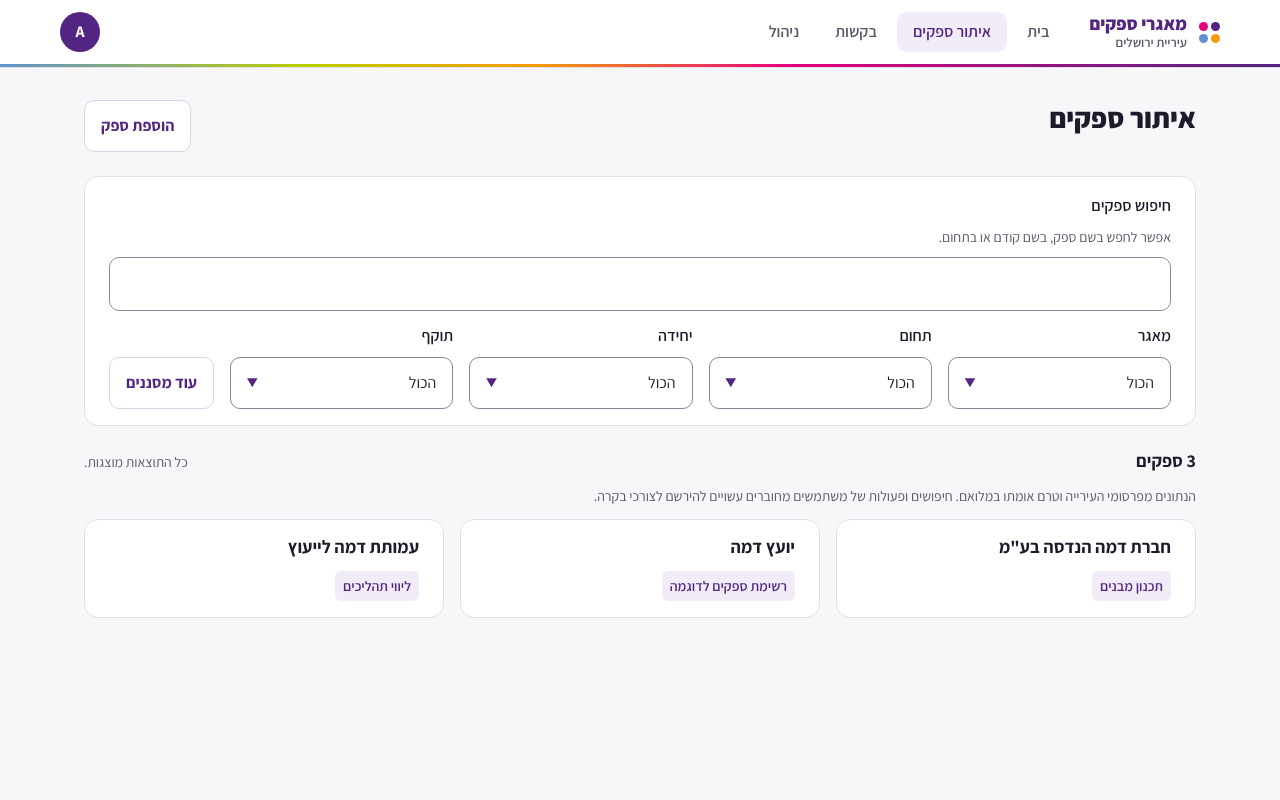 מאגרי ספקים
עיריית ירושלים
בית
איתור ספקים
בקשות
ניהול
A
איתור ספקים
הוספת ספק
חיפוש ספקים
אפשר לחפש בשם ספק, בשם קודם או בתחום.
מאגר
תחום
יחידה
תוקף
הכול
הכול
הכול
הכול
עוד מסננים
3 ספקים
כל התוצאות מוצגות.
הנתונים מפרסומי העירייה וטרם אומתו במלואם. חיפושים ופעולות של משתמשים מחוברים עשויים להירשם לצורכי בקרה.
חברת דמה הנדסה בע"מ
תכנון מבנים
יועץ דמה
רשימת ספקים לדוגמה
עמותת דמה לייעוץ
ליווי תהליכים